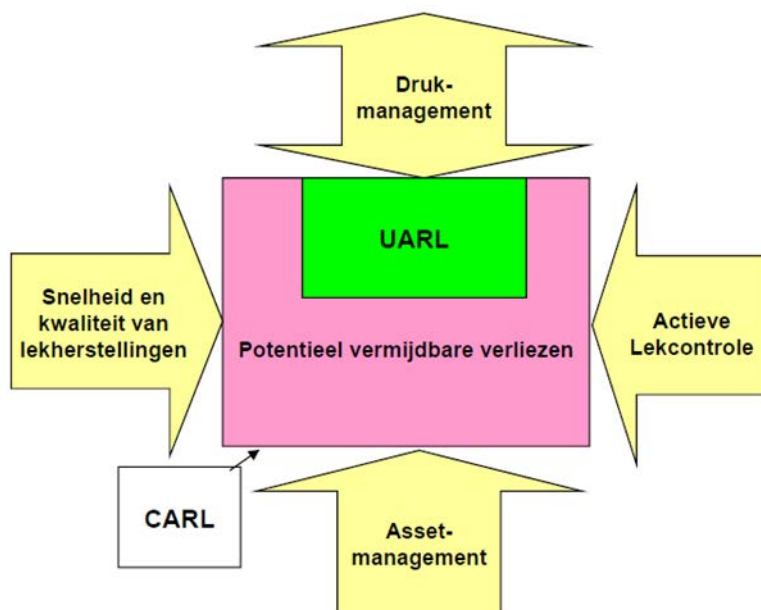 Druk-
management
UARL
Snelheid en
kwaliteit van
lekherstellingen
Potentieel vermijdbare verliezen
Actieve
Lekcontrole
CARL
Asset-
management